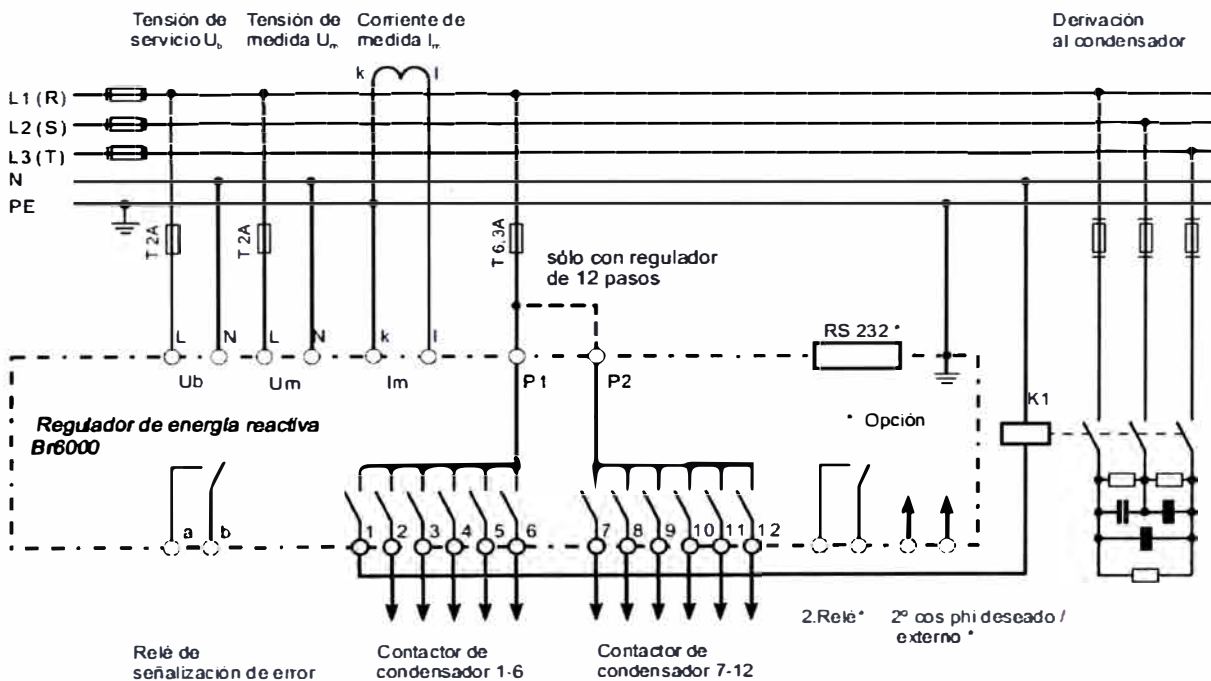 Tensión de
servicio U_b
Tensión de
medida U_m
Corriente de
medida I_m
Derivación
al condensador
k
l
L1 (R)
L2 (S)
L3 (T)
N
PE
T 2A
T 2A
T 6,3A
sólo con regulador
de 12 pasos
L
N
L
N
k
l
RS 232 *
Ub
Um
Im
P1
P2
K1
* Opción
Regulador de energía reactiva
Br6000
a
b
1
2
3
4
5
6
7
8
9
10
11
12
2.Relé *
2º cos phi deseado /
externo *
Relé de
señalización de error
Contactor de
condensador 1-6
Contactor de
condensador 7-12